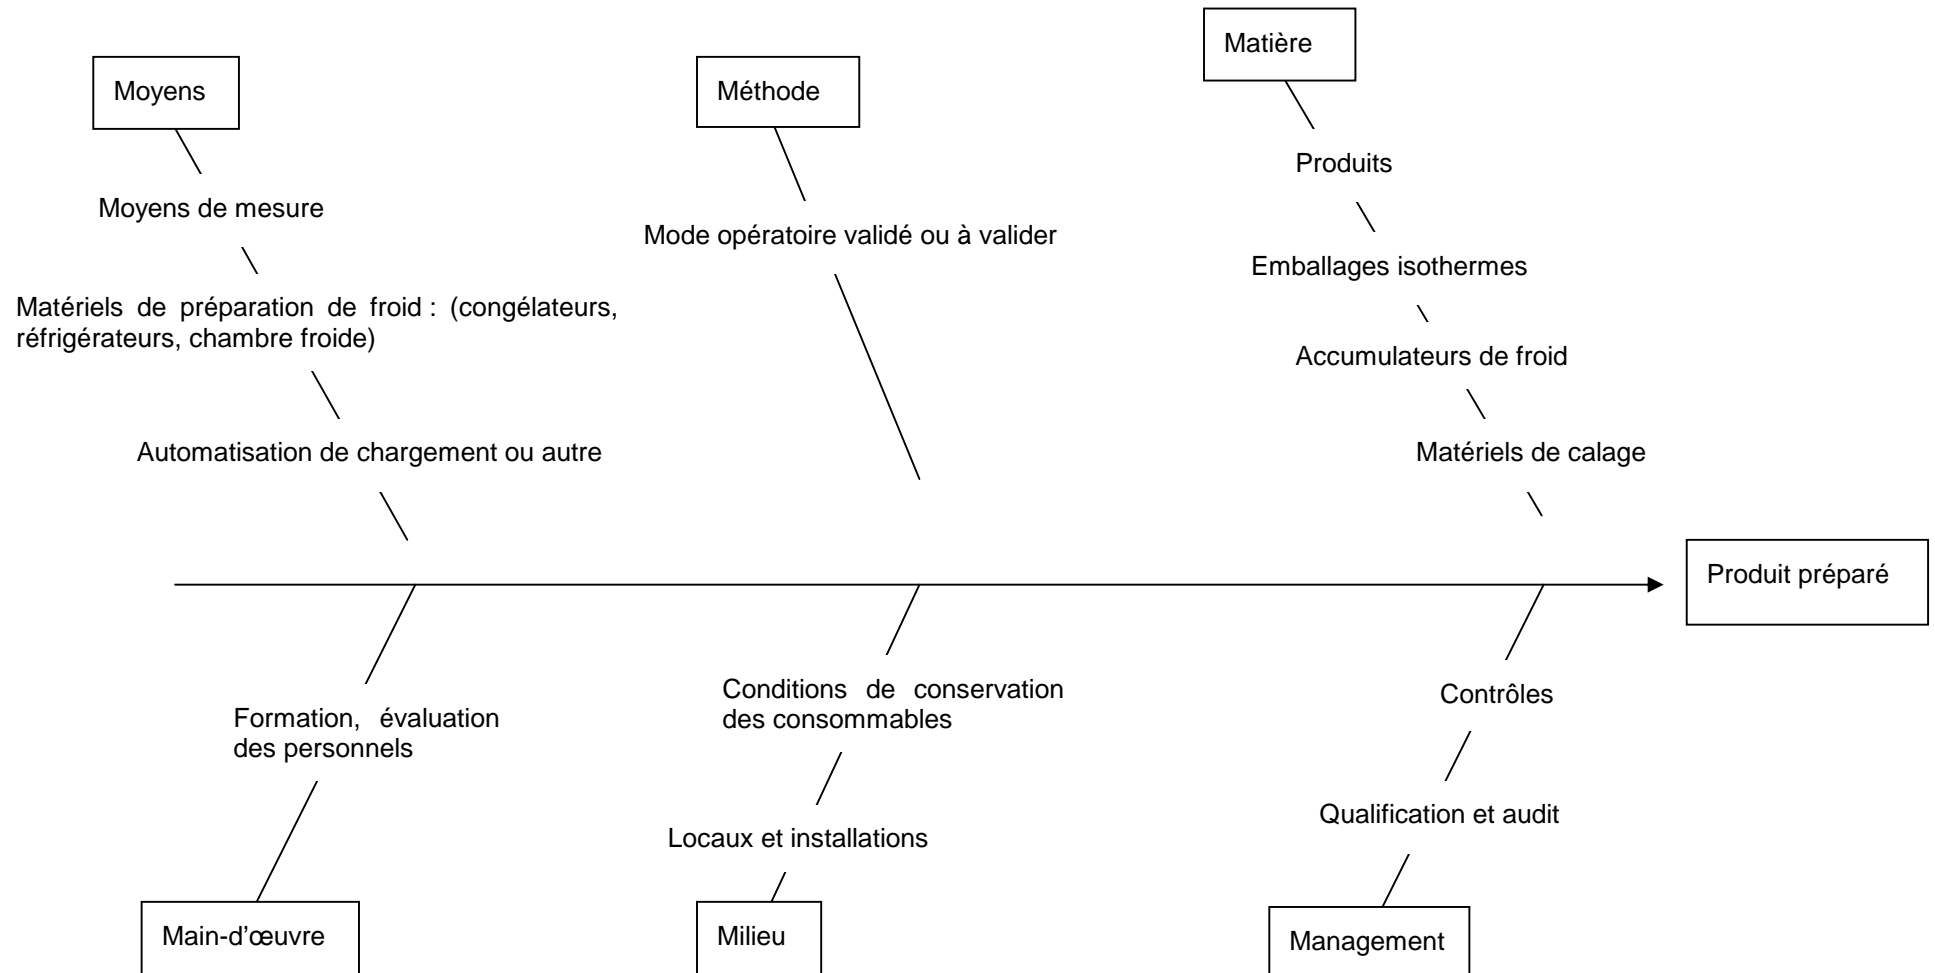 Matière
Moyens
Méthode
Produits
Moyens de mesure
Mode opératoire validé ou à valider
Emballages isothermes
Matériels de préparation de froid : (congélateurs,
réfrigérateurs, chambre froide)
Accumulateurs de froid
Automatisation de chargement ou autre
Matériels de calage
Produit préparé
Formation, évaluation
des personnels
Conditions de conservation
des consommables
Contrôles
Locaux et installations
Qualification et audit
Main-d’œuvre
Milieu
Management